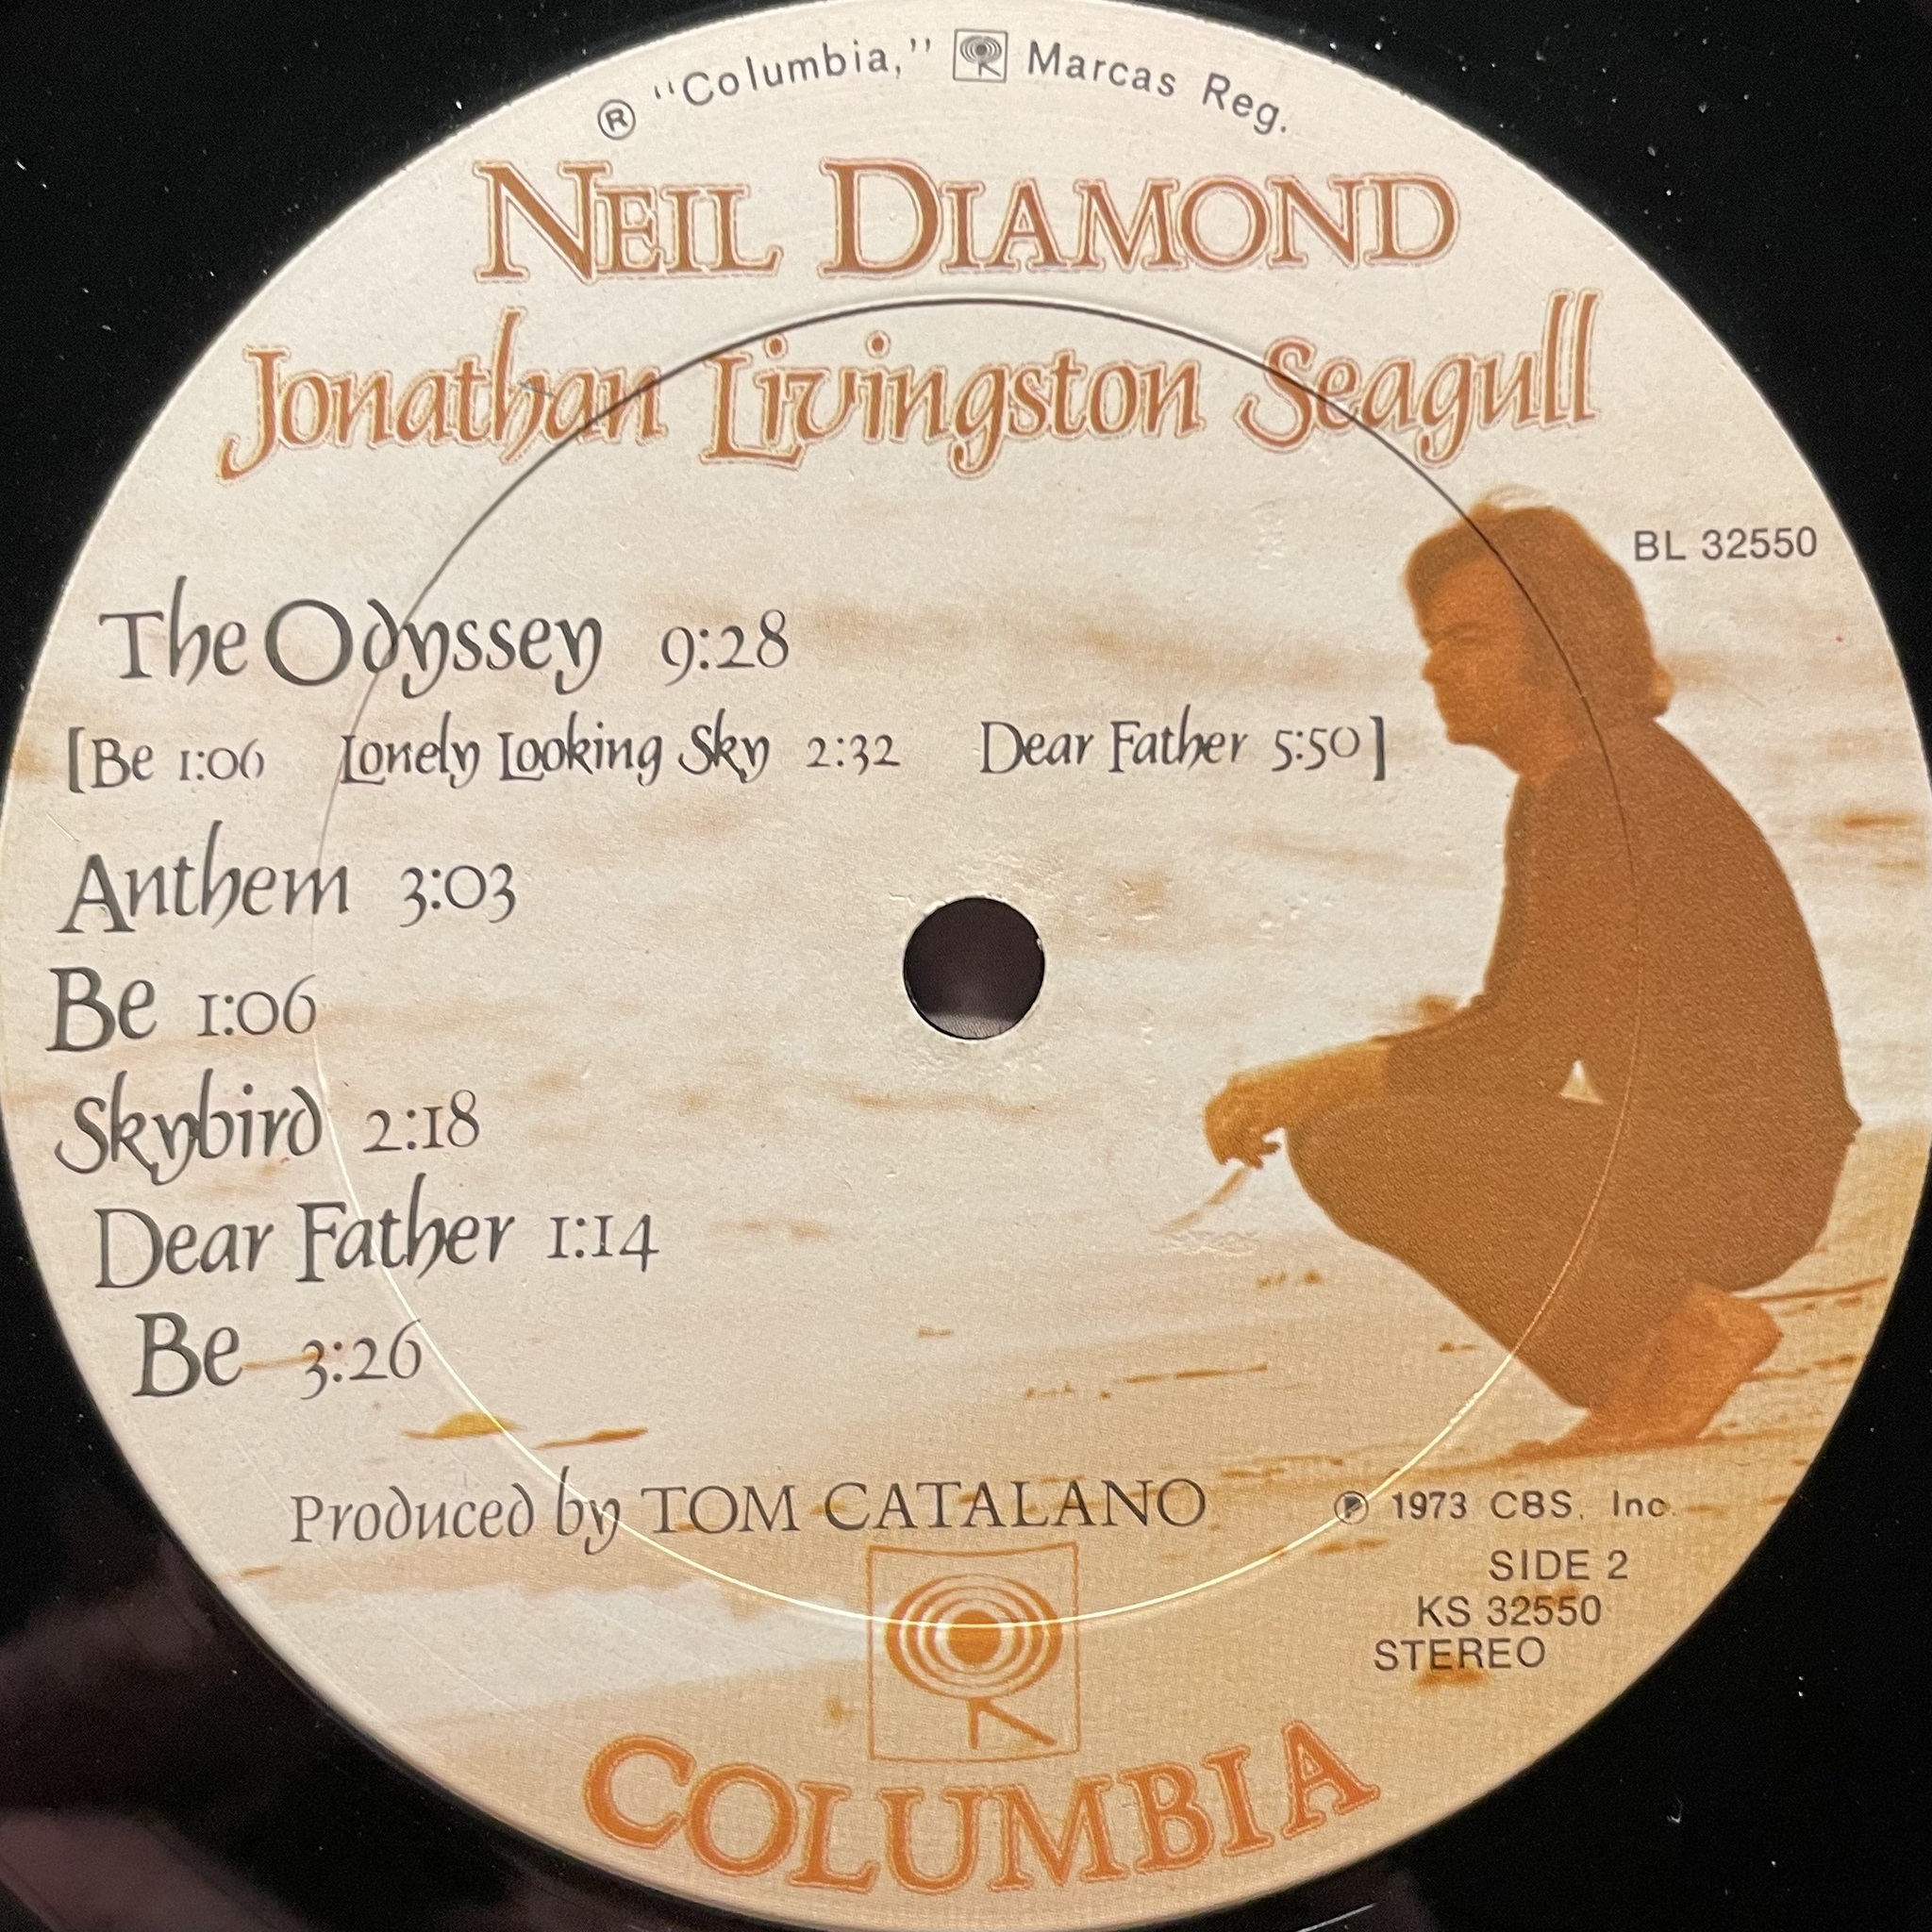 ® "Columbia," Marcas Reg.
NEIL DIAMOND
Jonathan Livingston Seagull
BL 32550
The Odyssey 9:28
[Be 1:06 Lonely Looking Sky 2:32 Dear Father 5:50]
Anthem 3:03
Be 1:06
Skybird 2:18
Dear Father 1:14
Be 3:26
Produced by TOM CATALANO
℗ 1973 CBS, Inc.
SIDE 2
KS 32550
STEREO
COLUMBIA